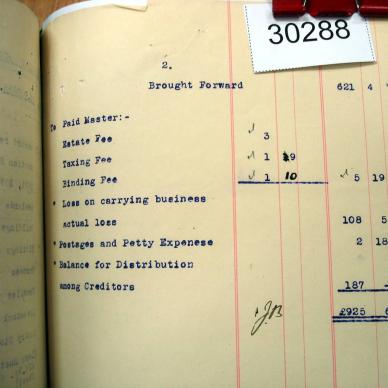 30288
2.
Brought Forward 621 4
To Paid Master:-
Estate Fee 3
Taxing Fee 1 9
Binding Fee 1 10 5 19
" Loss on carrying business
actual loss 108 5
" Postages and Petty Expenese 2 18
" Balance for Distribution
among Creditors 187 -
£925 6
J.B